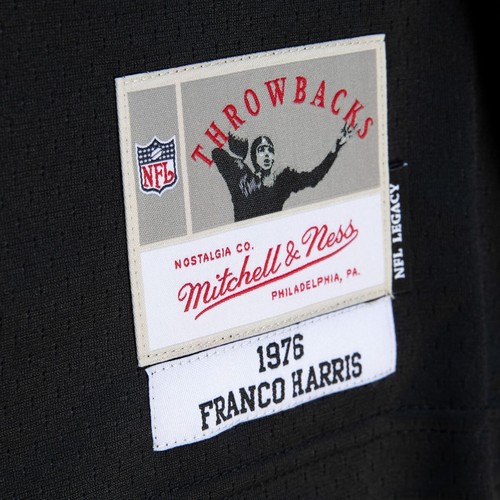 THROWBACKS
NFL
NOSTALGIA CO.
Mitchell & Ness
PHILADELPHIA, PA.
NFL LEGACY
1976
FRANCO HARRIS